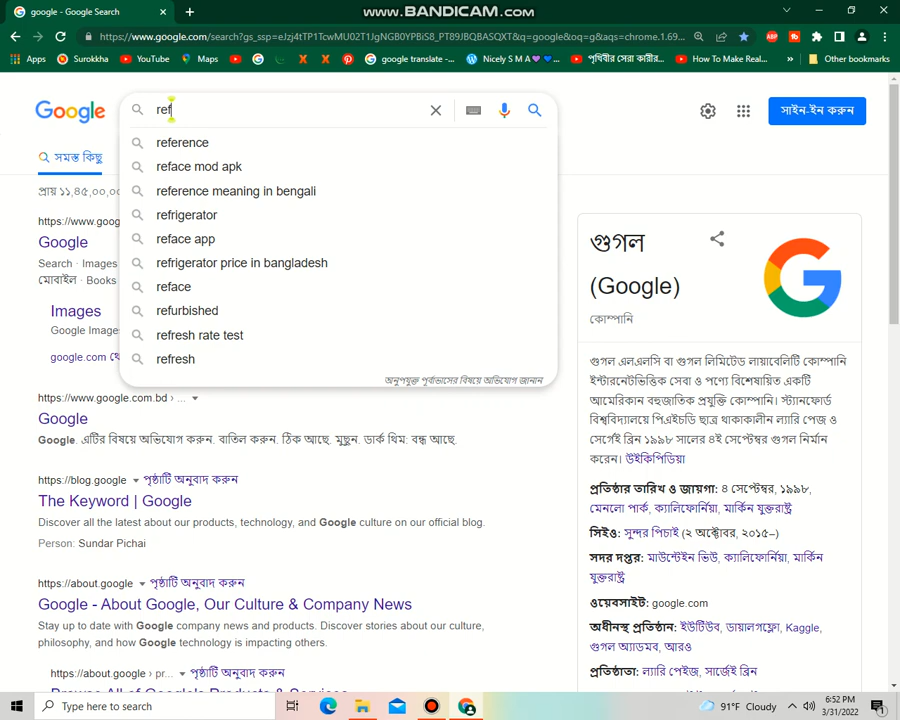 www.BANDICAM.com
google - Google Search
https://www.google.com/search?gs_ssp=eJzj4tTP1TcwMU02T1JgNGB0YPBiS8_PT89JBQBASQXT&q=google&oq=g&aqs=chrome.1.69...
Apps Surokkha YouTube Maps google translate -... Nicely S M A💜💙... পৃথিবীর সেরা কারীর... How To Make Real... » Other bookmarks
Google ref
সাইন-ইন করুন
reference
reface mod apk
reference meaning in bengali
refrigerator
reface app
refrigerator price in bangladesh
reface
refurbished
refresh rate test
refresh
অনুপযুক্ত পূর্বাভাসের বিষয়ে অভিযোগ জানান
সমস্ত কিছু
প্রায় ১১,৪৫,০০,০০
https://www.goog
Google
Search · Images
মোবাইল · Books
Images
Google Images
google.com থে
https://www.google.com.bd › ...
Google
Google. এটির বিষয়ে অভিযোগ করুন. বাতিল করুন. ঠিক আছে. মুছুন. ডার্ক থিম: বন্ধ আছে.
https://blog.google পৃষ্ঠাটি অনুবাদ করুন
The Keyword | Google
Discover all the latest about our products, technology, and Google culture on our official blog.
Person: Sundar Pichai
https://about.google পৃষ্ঠাটি অনুবাদ করুন
Google - About Google, Our Culture & Company News
Stay up to date with Google company news and products. Discover stories about our culture,
philosophy, and how Google technology is impacting others.
https://about.google › pr... পৃষ্ঠাটি অনুবাদ করুন
Browse All of Google's Products & Services
গুগল
(Google)
কোম্পানি
গুগল এলএলসি বা গুগল লিমিটেড লায়াবেলিটি কোম্পানি
ইন্টারনেটভিত্তিক সেবা ও পণ্যে বিশেষায়িত একটি
আমেরিকান বহুজাতিক প্রযুক্তি কোম্পানি। স্ট্যানফোর্ড
বিশ্ববিদ্যালয়ে পিএইচডি ছাত্র থাকাকালীন ল্যারি পেজ ও
সের্গেই ব্রিন ১৯৯৮ সালের ৪ই সেপ্টেম্বর গুগল নির্মান
করেন। উইকিপিডিয়া
প্রতিষ্ঠার তারিখ ও জায়গা: ৪ সেপ্টেম্বর, ১৯৯৮,
মেনলো পার্ক, ক্যালিফোর্নিয়া, মার্কিন যুক্তরাষ্ট্র
সিইও: সুন্দর পিচাই (২ অক্টোবর, ২০১৫–)
সদর দপ্তর: মাউন্টেইন ভিউ, ক্যালিফোর্নিয়া, মার্কিন
যুক্তরাষ্ট্র
ওয়েবসাইট: google.com
অধীনস্থ প্রতিষ্ঠান: ইউটিউব, ডায়ালগফ্লো, Kaggle,
গুগল অ্যাডমব, আরও
প্রতিষ্ঠাতা: ল্যারি পেইজ, সার্জেই ব্রিন
Type here to search
91°F Cloudy
6:52 PM
3/31/2022